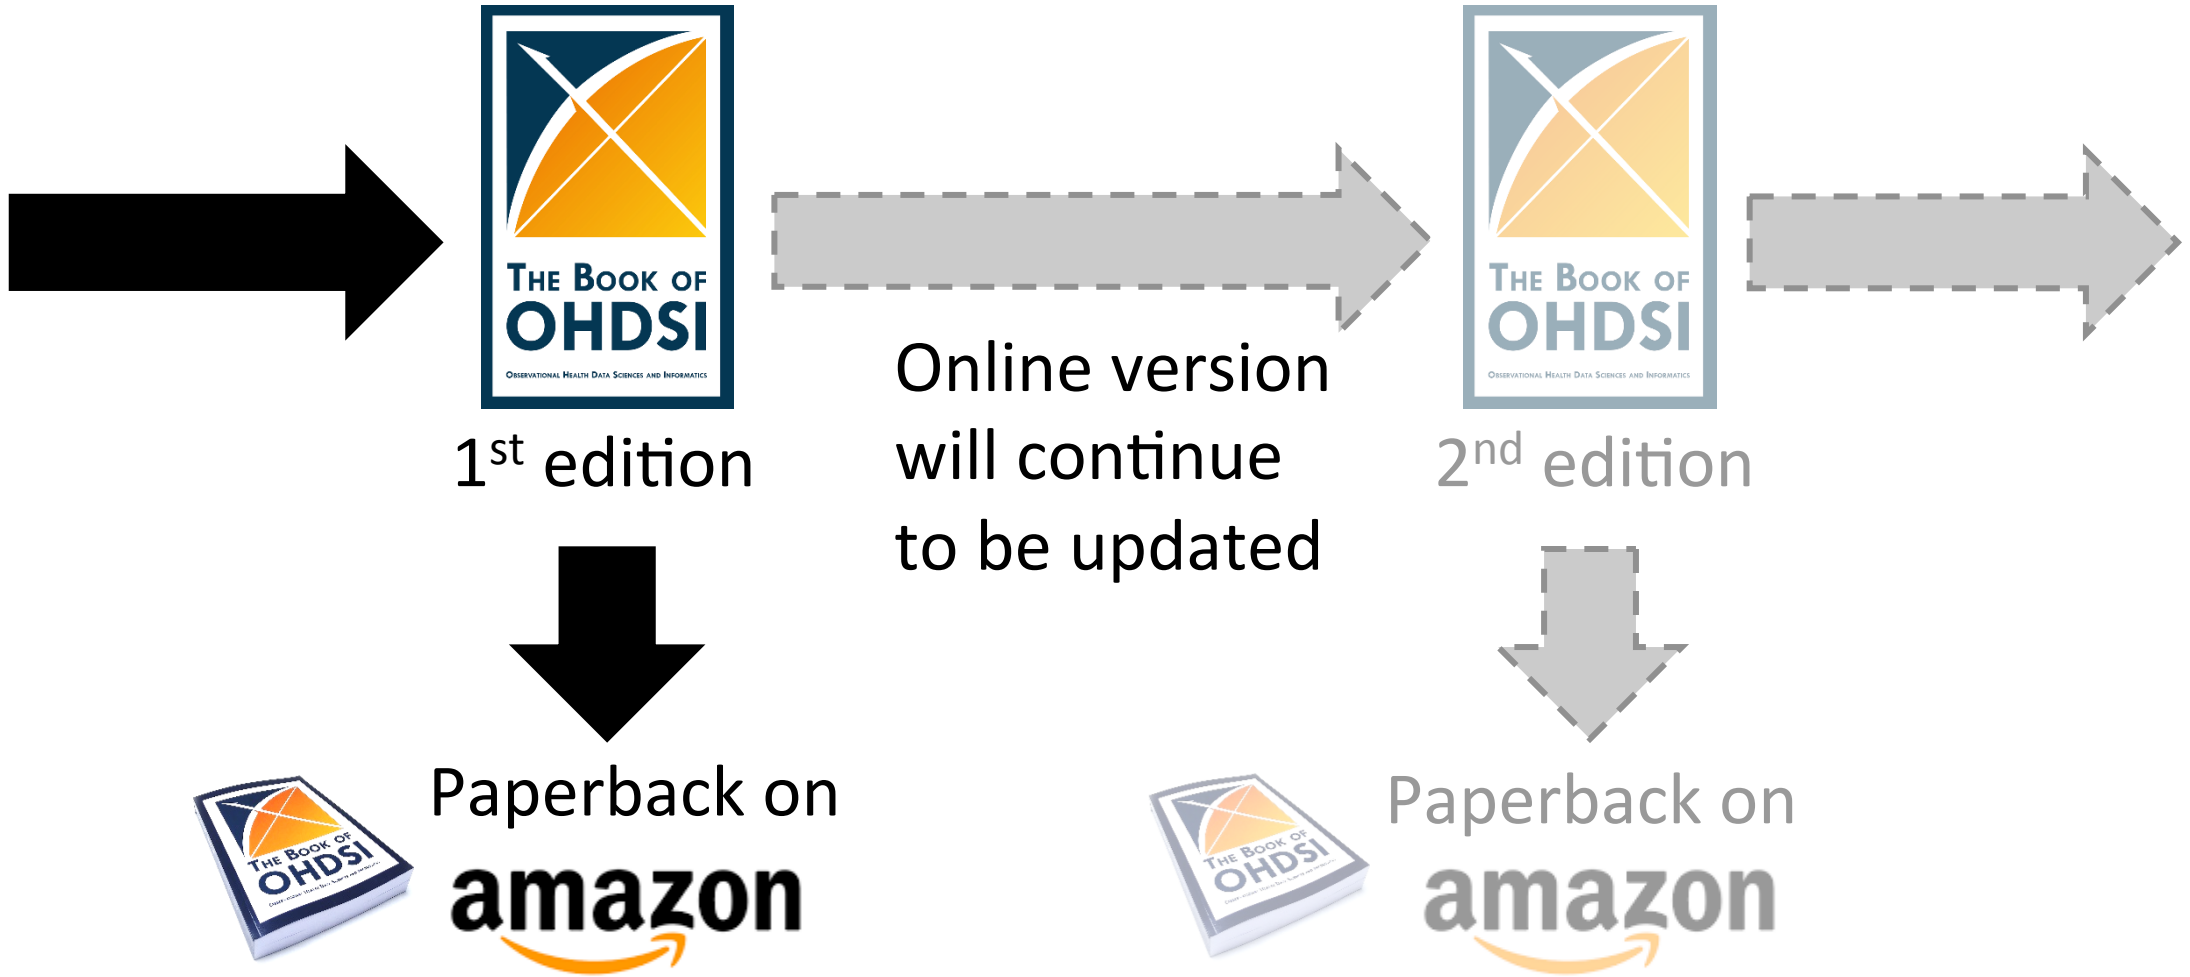 THE BOOK OF
OHDSI
OBSERVATIONAL HEALTH DATA SCIENCES AND INFORMATICS
1st edition
Online version
will continue
to be updated
THE BOOK OF
OHDSI
OBSERVATIONAL HEALTH DATA SCIENCES AND INFORMATICS
2nd edition
THE BOOK OF
OHDSI
Paperback on
amazon
THE BOOK OF
OHDSI
Paperback on
amazon